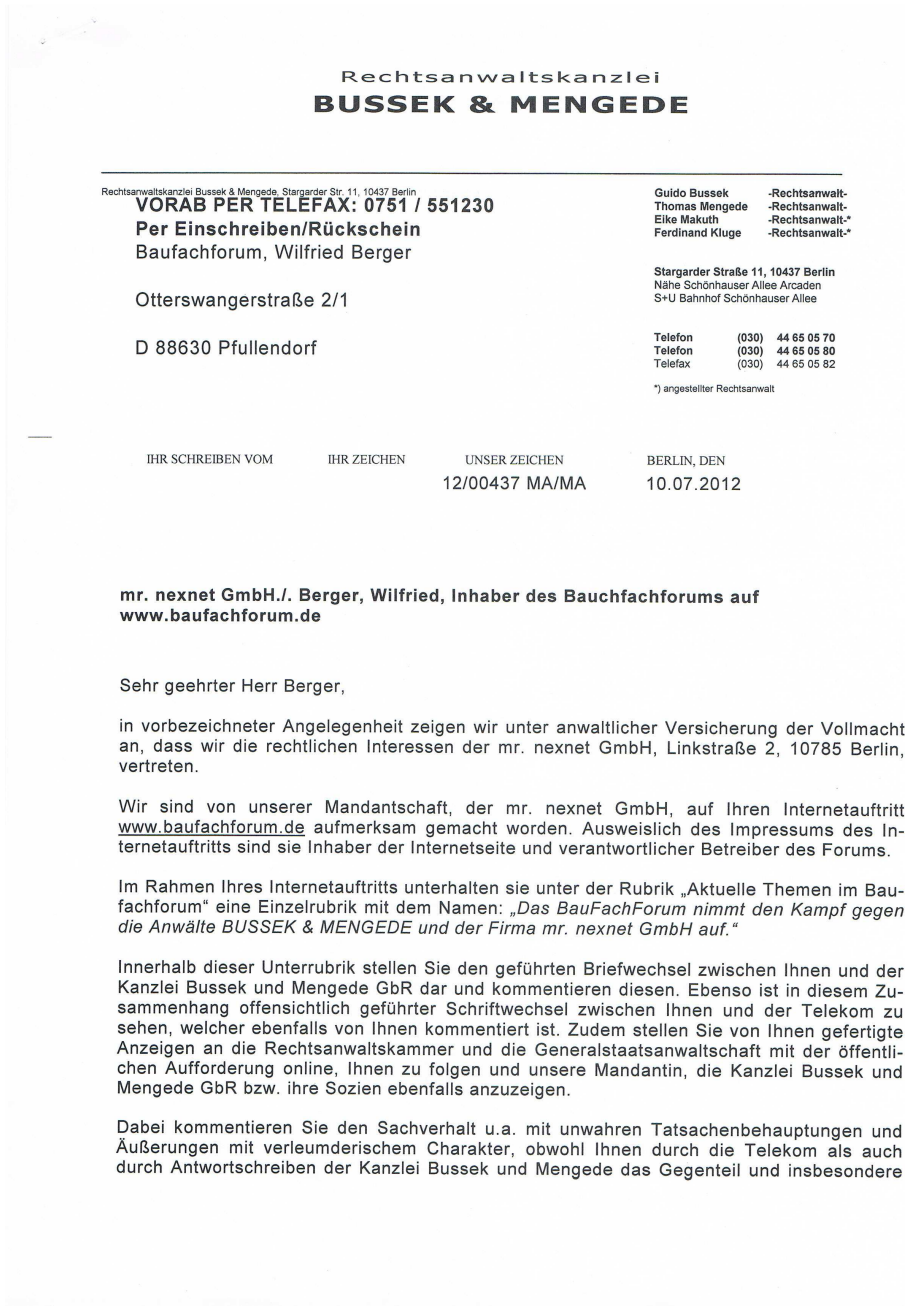 Rechtsanwaltskanzlei
BUSSEK & MENGEDE
Rechtsanwaltskanzlei Bussek & Mengede, Stargarder Str. 11, 10437 Berlin
VORAB PER TELEFAX: 0751 / 551230
Per Einschreiben/Rückschein
Baufachforum, Wilfried Berger
Otterswangerstraße 2/1
D 88630 Pfullendorf
Guido Bussek -Rechtsanwalt-
Thomas Mengede -Rechtsanwalt-
Eike Makuth -Rechtsanwalt-*
Ferdinand Kluge -Rechtsanwalt-*
Stargarder Straße 11, 10437 Berlin
Nähe Schönhauser Allee Arcaden
S+U Bahnhof Schönhauser Allee
Telefon (030) 44 65 05 70
Telefon (030) 44 65 05 80
Telefax (030) 44 65 05 82
*) angestellter Rechtsanwalt
IHR SCHREIBEN VOM IHR ZEICHEN UNSER ZEICHEN BERLIN, DEN
12/00437 MA/MA 10.07.2012
mr. nexnet GmbH./. Berger, Wilfried, Inhaber des Bauchfachforums auf
www.baufachforum.de
Sehr geehrter Herr Berger,
in vorbezeichneter Angelegenheit zeigen wir unter anwaltlicher Versicherung der Vollmacht
an, dass wir die rechtlichen Interessen der mr. nexnet GmbH, Linkstraße 2, 10785 Berlin,
vertreten.
Wir sind von unserer Mandantschaft, der mr. nexnet GmbH, auf Ihren Internetauftritt
www.baufachforum.de aufmerksam gemacht worden. Ausweislich des Impressums des In-
ternetauftritts sind sie Inhaber der Internetseite und verantwortlicher Betreiber des Forums.
Im Rahmen Ihres Internetauftritts unterhalten sie unter der Rubrik „Aktuelle Themen im Bau-
fachforum“ eine Einzelrubrik mit dem Namen: „Das BauFachForum nimmt den Kampf gegen
die Anwälte BUSSEK & MENGEDE und der Firma mr. nexnet GmbH auf.“
Innerhalb dieser Unterrubrik stellen Sie den geführten Briefwechsel zwischen Ihnen und der
Kanzlei Bussek und Mengede GbR dar und kommentieren diesen. Ebenso ist in diesem Zu-
sammenhang offensichtlich geführter Schriftwechsel zwischen Ihnen und der Telekom zu
sehen, welcher ebenfalls von Ihnen kommentiert ist. Zudem stellen Sie von Ihnen gefertigte
Anzeigen an die Rechtsanwaltskammer und die Generalstaatsanwaltschaft mit der öffentli-
chen Aufforderung online, Ihnen zu folgen und unsere Mandantin, die Kanzlei Bussek und
Mengede GbR bzw. ihre Sozien ebenfalls anzuzeigen.
Dabei kommentieren Sie den Sachverhalt u.a. mit unwahren Tatsachenbehauptungen und
Äußerungen mit verleumderischem Charakter, obwohl Ihnen durch die Telekom als auch
durch Antwortschreiben der Kanzlei Bussek und Mengede das Gegenteil und insbesondere